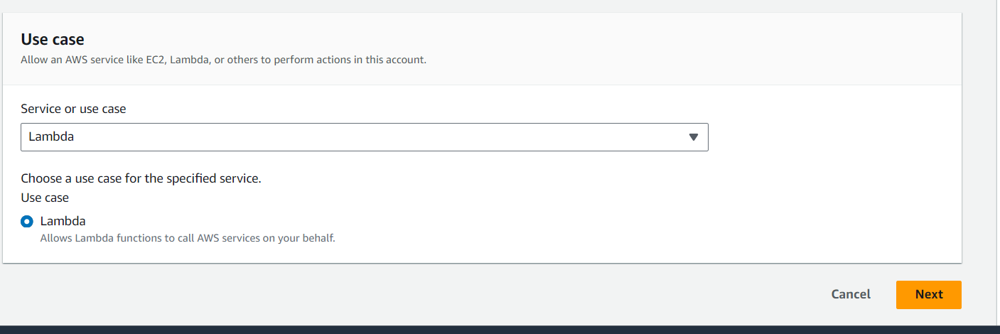 Use case
Allow an AWS service like EC2, Lambda, or others to perform actions in this account.
Service or use case
Lambda
Choose a use case for the specified service.
Use case
Lambda
Allows Lambda functions to call AWS services on your behalf.
Cancel
Next